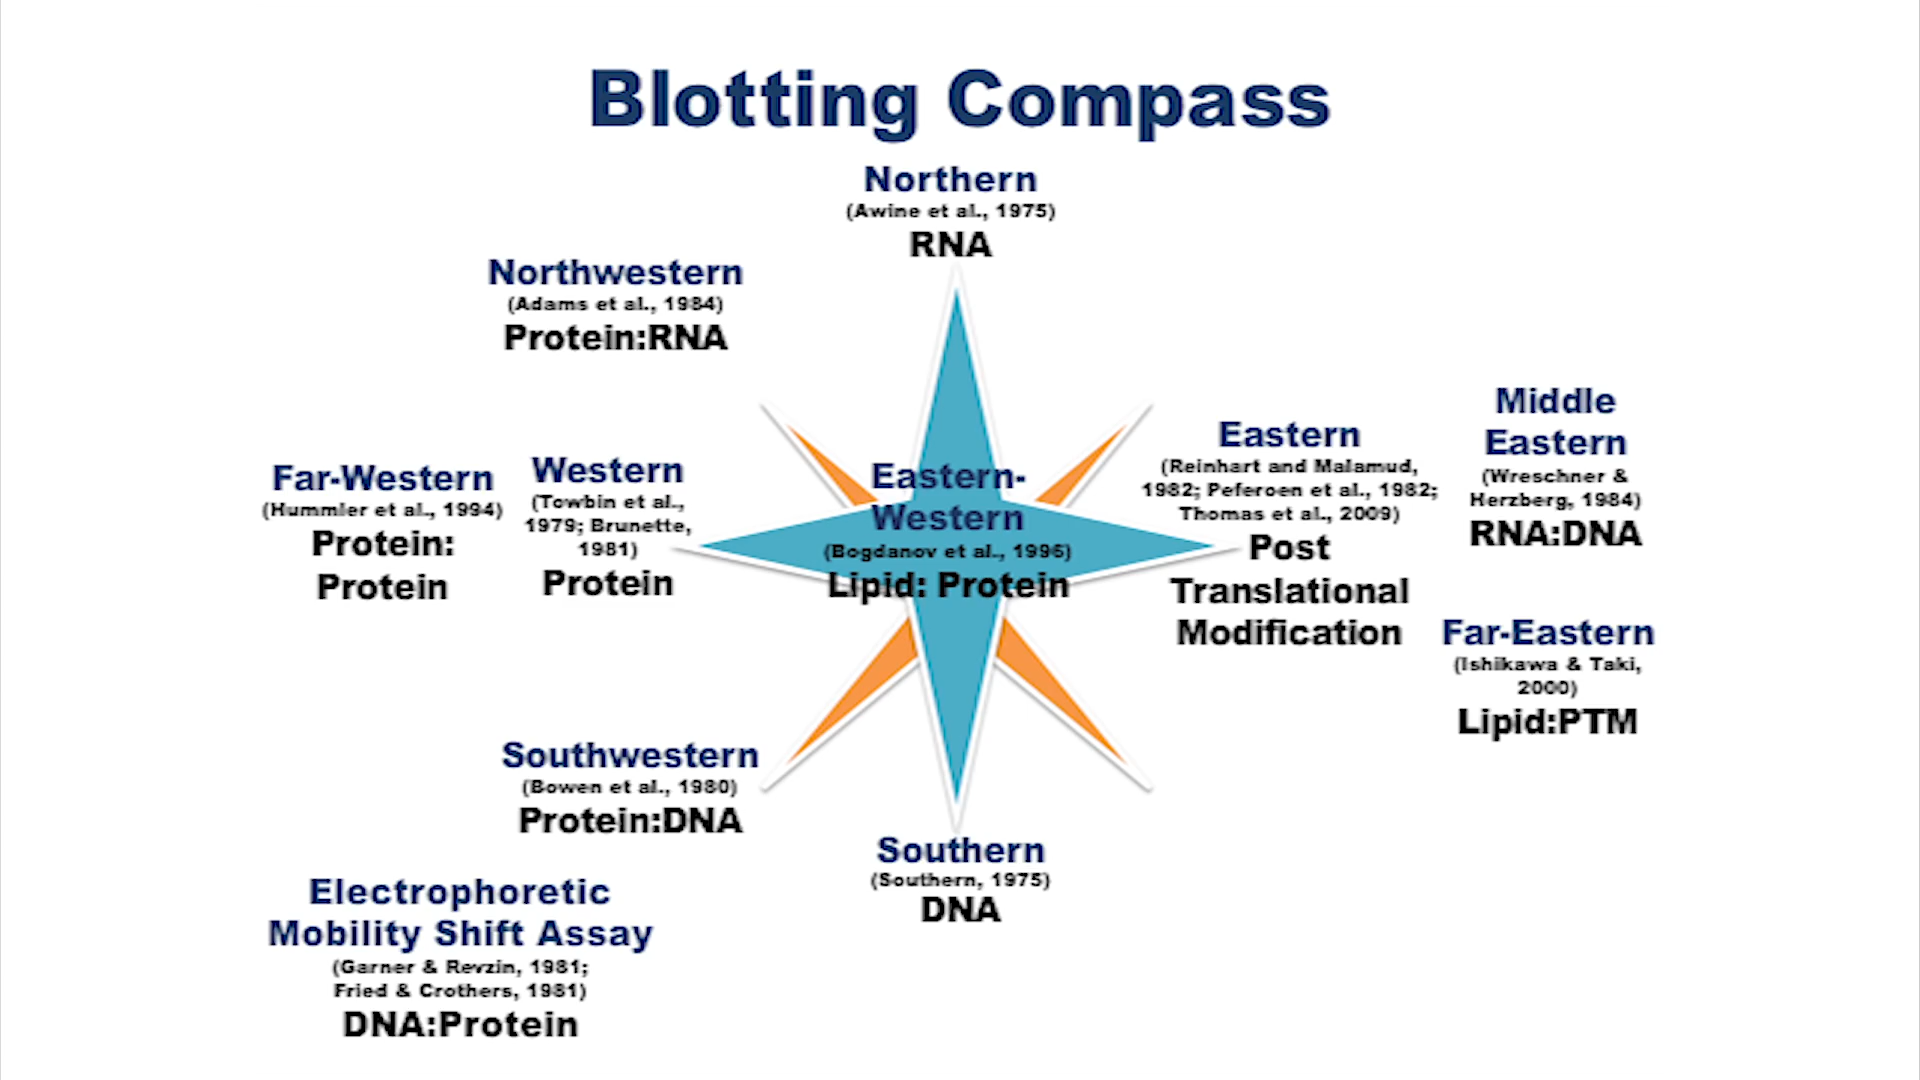 Blotting Compass
Northern
(Awine et al., 1975)
RNA
Northwestern
(Adams et al., 1984)
Protein:RNA
Far-Western
(Hummler et al., 1994)
Protein:
Protein
Western
(Towbin et al.,
1979; Brunette,
1981)
Protein
Eastern-
Western
(Bogdanov et al., 1996)
Lipid: Protein
Eastern
(Reinhart and Malamud,
1982; Peferoen et al., 1982;
Thomas et al., 2009)
Post
Translational
Modification
Middle
Eastern
(Wreschner &
Herzberg, 1984)
RNA:DNA
Far-Eastern
(Ishikawa & Taki,
2000)
Lipid:PTM
Southwestern
(Bowen et al., 1980)
Protein:DNA
Southern
(Southern, 1975)
DNA
Electrophoretic
Mobility Shift Assay
(Garner & Revzin, 1981;
Fried & Crothers, 1981)
DNA:Protein